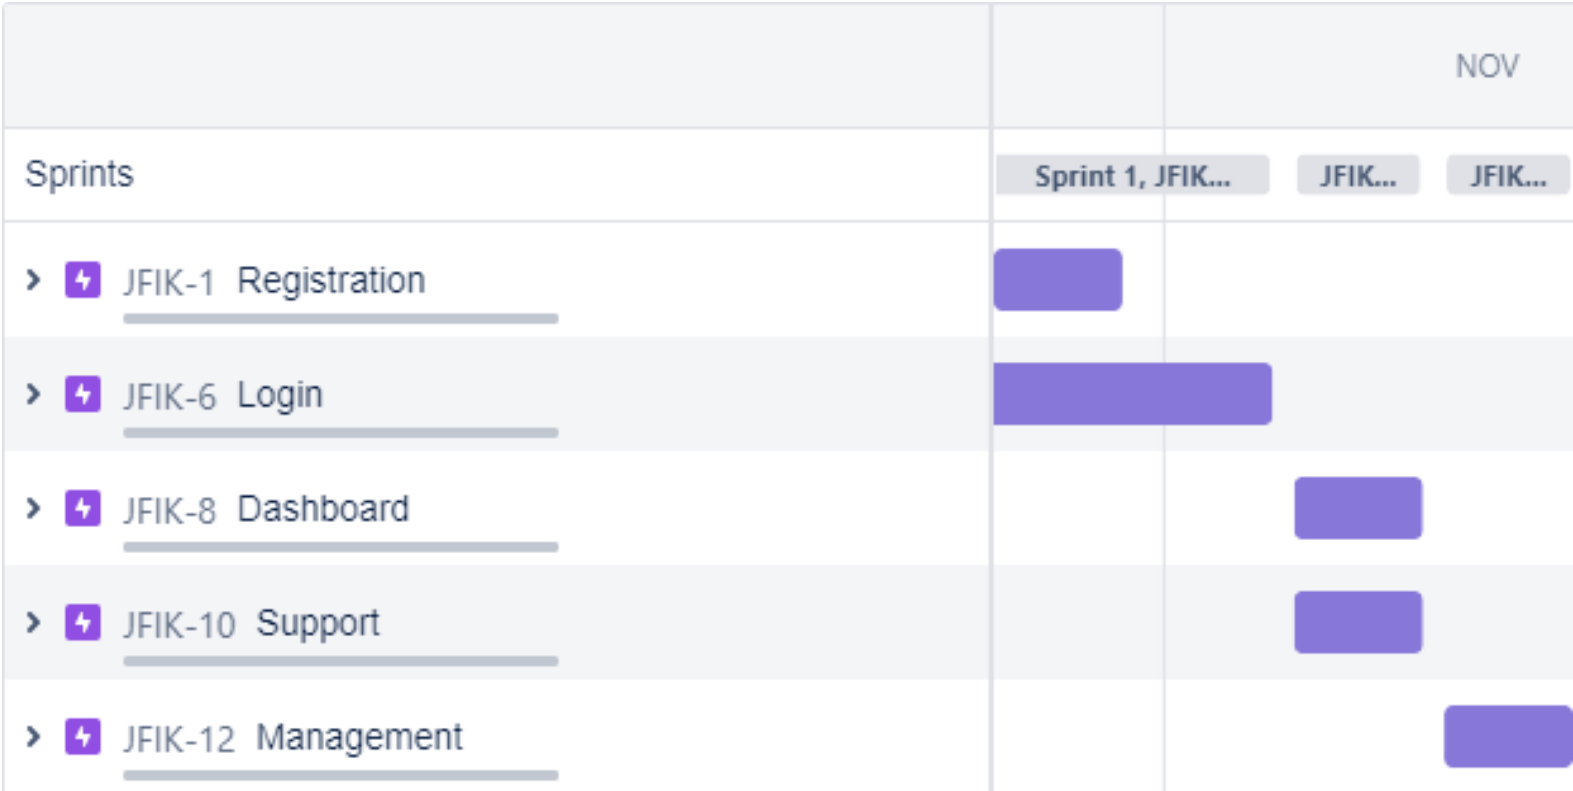 NOV
Sprints Sprint 1, JFIK... JFIK... JFIK...
JFIK-1 Registration
JFIK-6 Login
JFIK-8 Dashboard
JFIK-10 Support
JFIK-12 Management